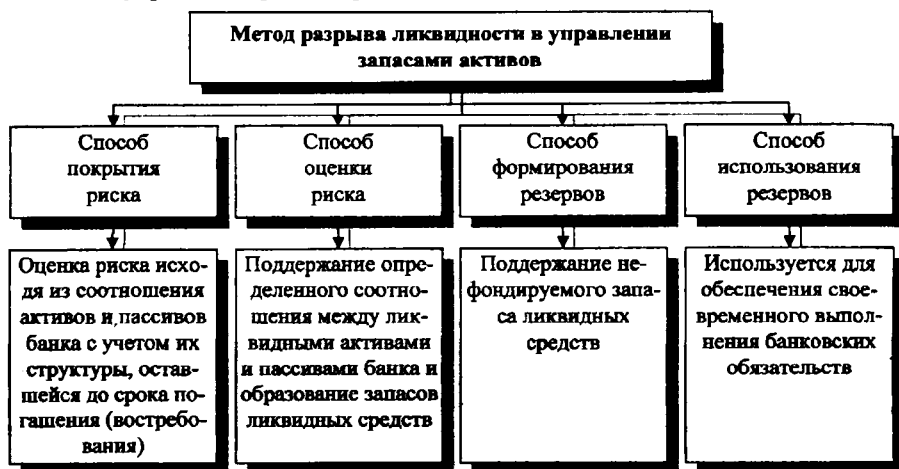 Метод разрыва ликвидности в управлении
запасами активов
Способ
покрытия
риска
Способ
оценки
риска
Способ
формирования
резервов
Способ
использования
резервов
Оценка риска исхо-
дя из соотношения
активов и,пассивов
банка с учетом их
структуры, остав-
шейся до срока по-
гашения (востребо-
вания)
Поддержание опре-
деленного соотно-
шения между лик-
видными активами
и пассивами банка и
образование запасов
ликвидных средств
Поддержание не-
фондируемого запа-
са ликвидных
средств
Используется для
обеспечения свое-
временного выпол-
нения банковских
обязательств